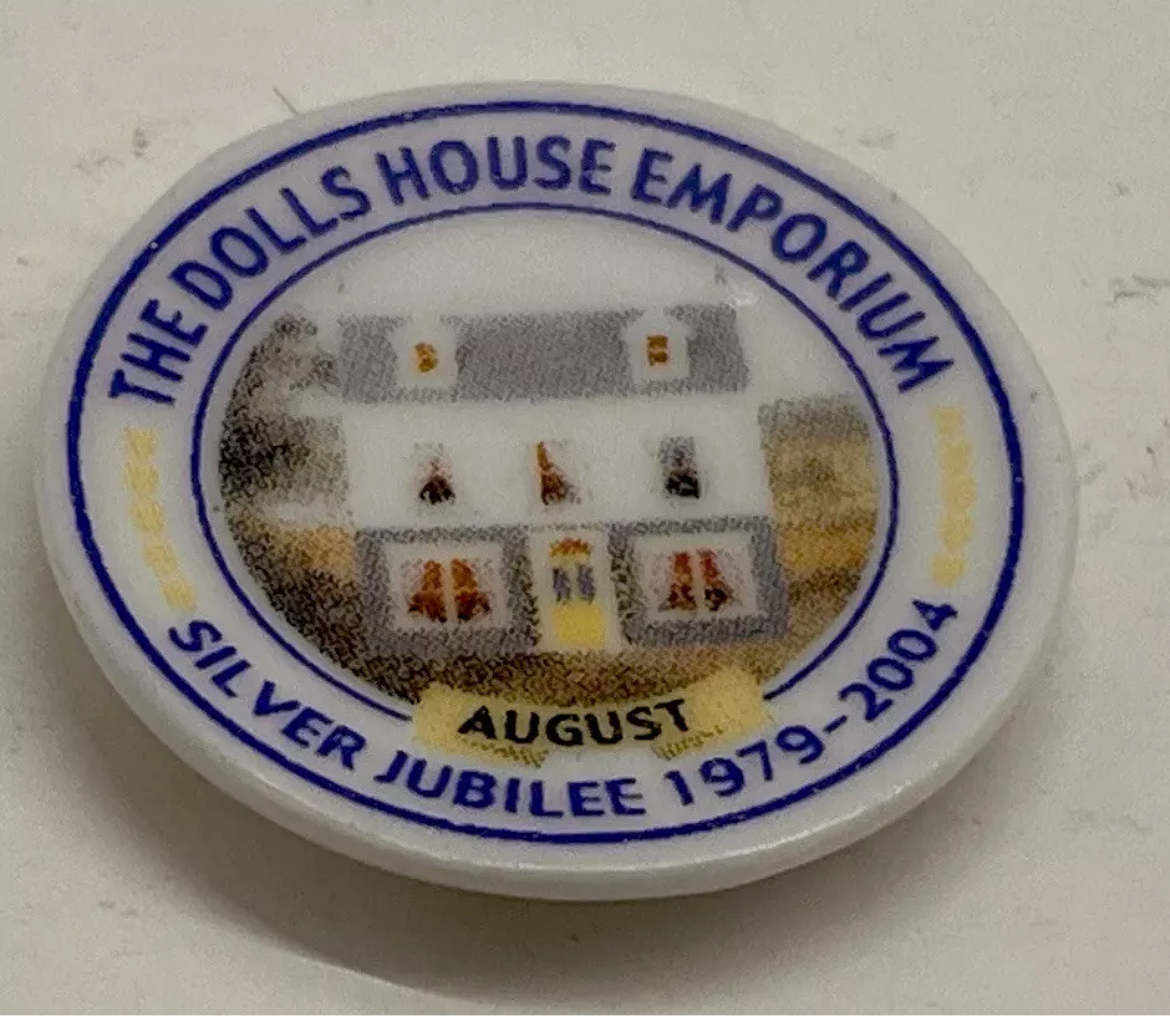 THE DOLLS HOUSE EMPORIUM
AUGUST
SILVER JUBILEE 1979-2004